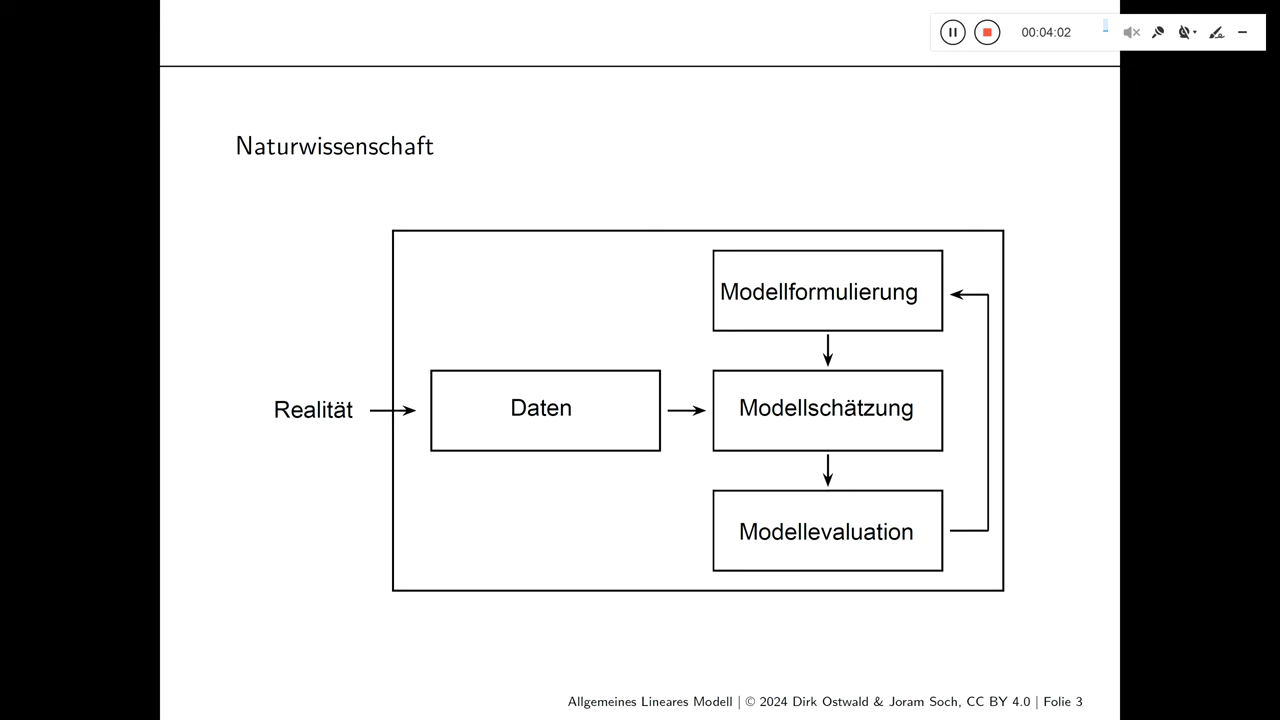 00:04:02
Naturwissenschaft
Modellformulierung
Realität
Daten
Modellschätzung
Modellevaluation
Allgemeines Lineares Modell | © 2024 Dirk Ostwald & Joram Soch, CC BY 4.0 | Folie 3